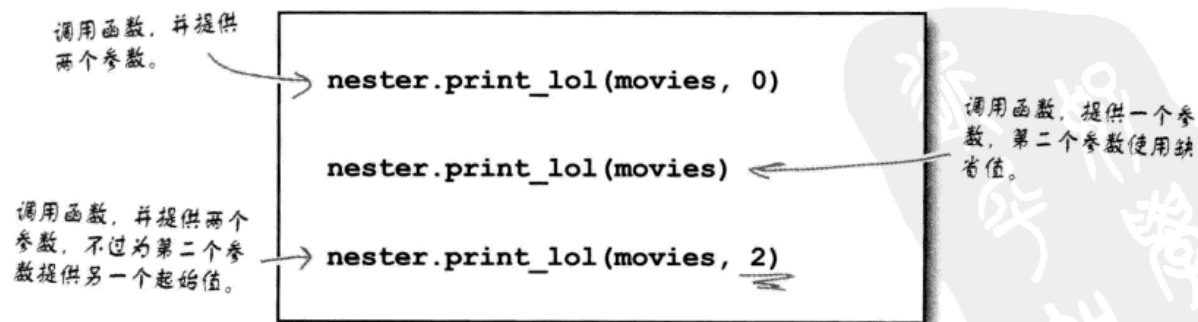 调用函数，并提供
两个参数。
nester.print_lol(movies, 0)
调用函数，提供一个参
数，第二个参数使用缺
省值。
nester.print_lol(movies)
调用函数，并提供两个
参数，不过为第二个参
数提供另一个起始值。
nester.print_lol(movies, 2)